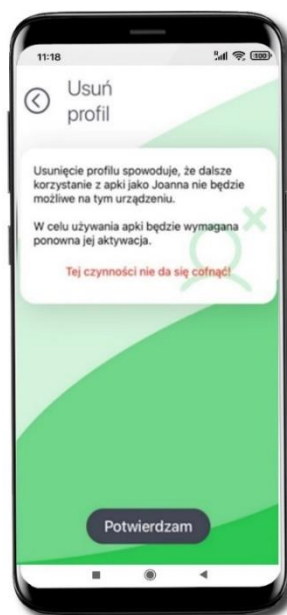 11:18
100
Usuń
profil
Usunięcie profilu spowoduje, że dalsze
korzystanie z apki jako Joanna nie będzie
możliwe na tym urządzeniu.
W celu używania apki będzie wymagana
ponowna jej aktywacja.
Tej czynności nie da się cofnąć!
Potwierdzam